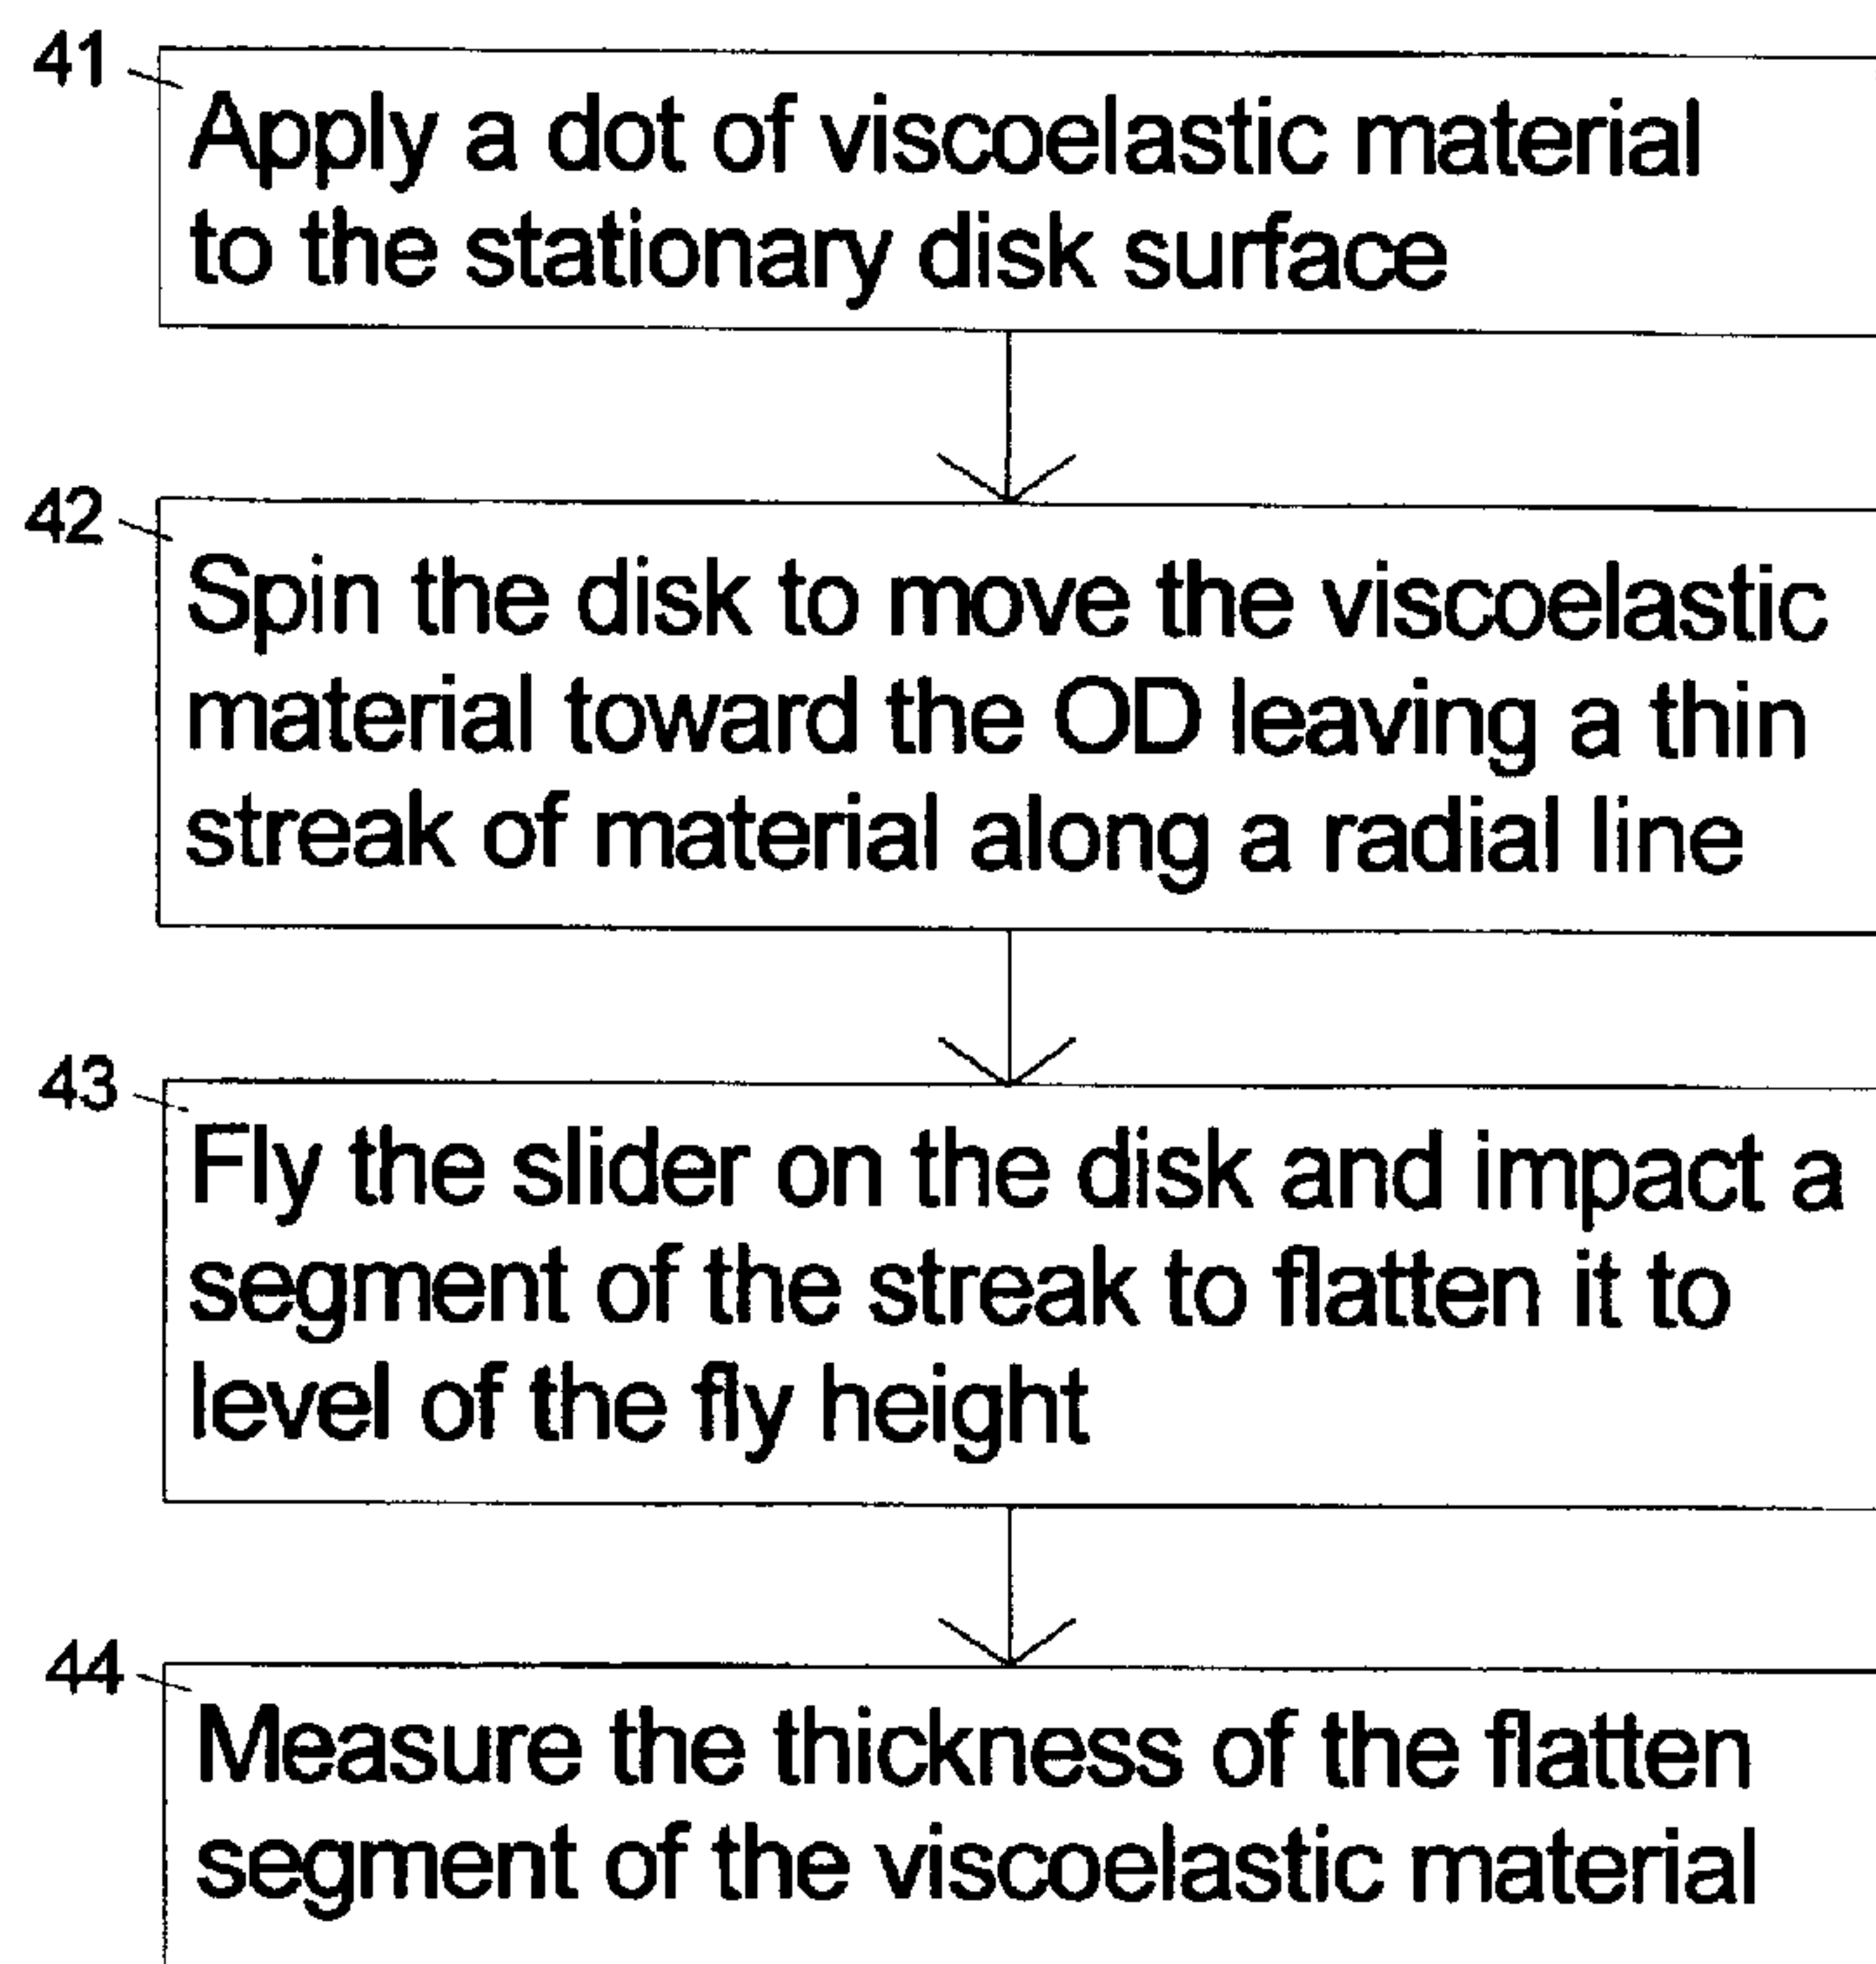 41
Apply a dot of viscoelastic material
to the stationary disk surface
42
Spin the disk to move the viscoelastic
material toward the OD leaving a thin
streak of material along a radial line
43
Fly the slider on the disk and impact a
segment of the streak to flatten it to
level of the fly height
44
Measure the thickness of the flatten
segment of the viscoelastic material